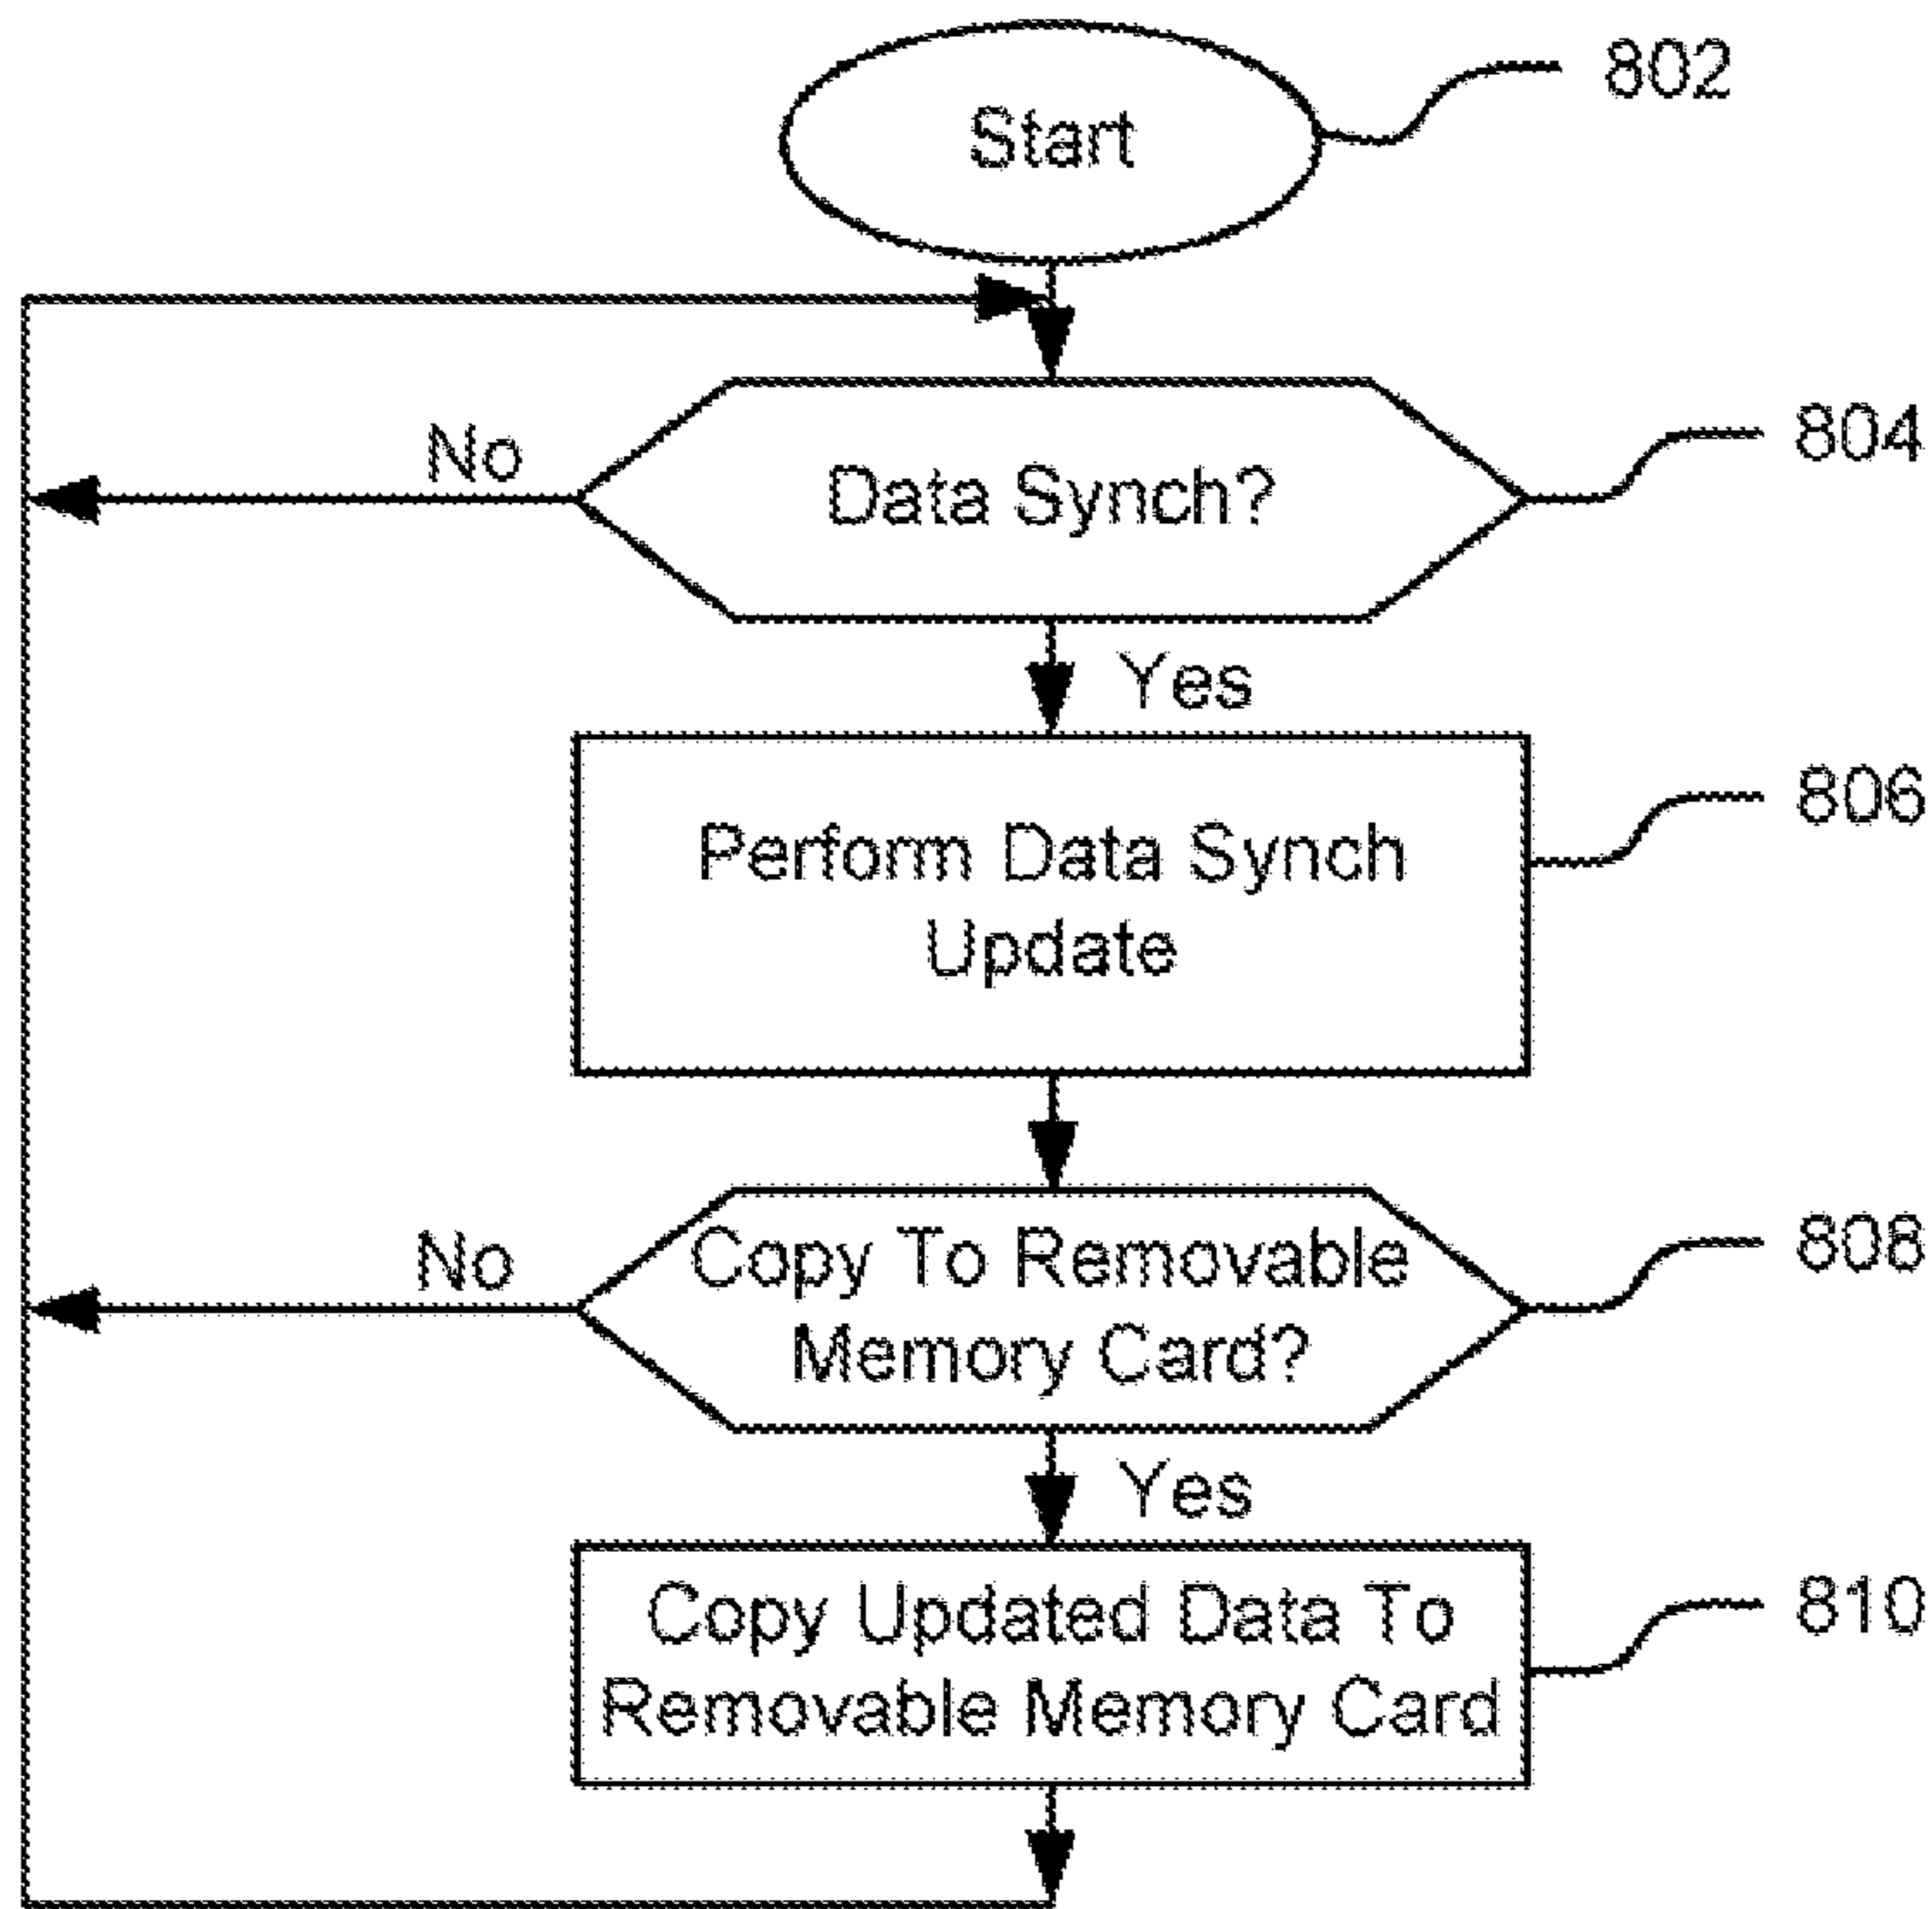 Start
802
No
Data Synch?
804
Yes
Perform Data Synch
Update
806
No
Copy To Removable
Memory Card?
808
Yes
Copy Updated Data To
Removable Memory Card
810